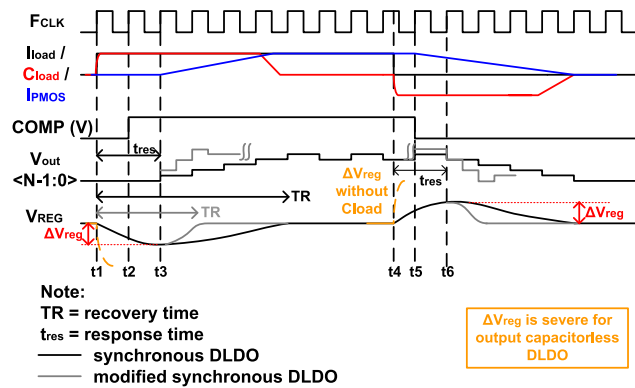 FCLK
Iload /
Cload /
IPMOS
COMP (V)
tres
Vout
<N-1:0>
ΔVreg
without
Cload
tres
TR
TR
VREG
ΔVreg
ΔVreg
t1 t2 t3 t4 t5 t6
Note:
TR = recovery time
tres = response time
synchronous DLDO
modified synchronous DLDO
ΔVreg is severe for
output capacitorless
DLDO